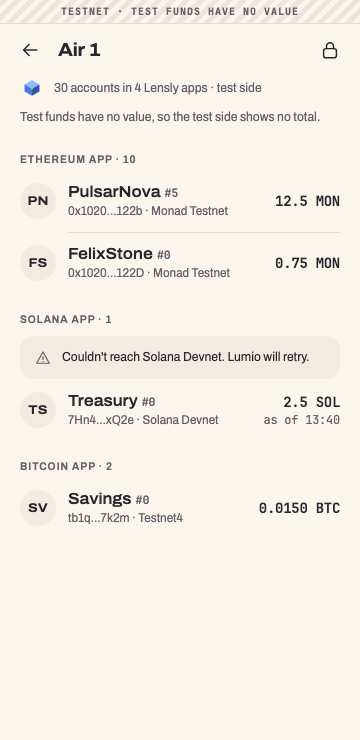 TESTNET · TEST FUNDS HAVE NO VALUE
Air 1
30 accounts in 4 Lensly apps · test side
Test funds have no value, so the test side shows no total.
ETHEREUM APP · 10
PN
PulsarNova #5
12.5 MON
0x1020…122b · Monad Testnet
FS
FelixStone #0
0.75 MON
0x1020…122D · Monad Testnet
SOLANA APP · 1
Couldn't reach Solana Devnet. Lumio will retry.
TS
Treasury #0
2.5 SOL
7Hn4…xQ2e · Solana Devnet
as of 13:40
BITCOIN APP · 2
SV
Savings #0
0.0150 BTC
tb1q…7k2m · Testnet4